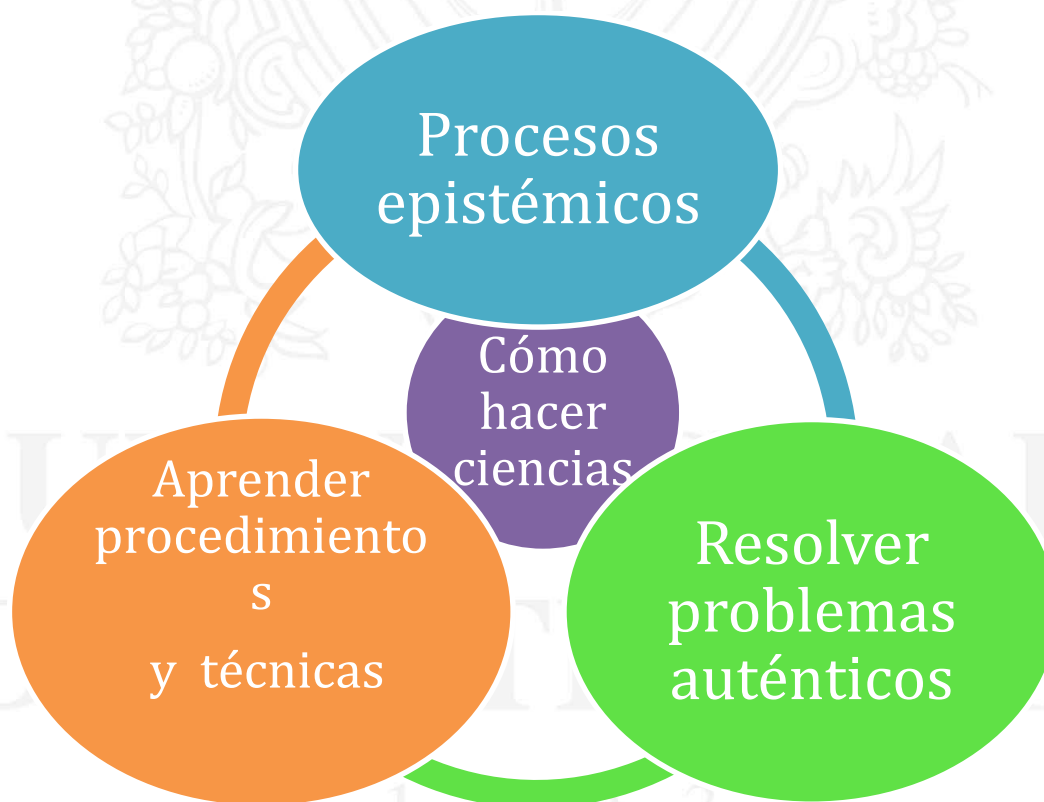 Procesos
epistémicos
Cómo
hacer
ciencias
Aprender
procedimiento
s
y técnicas
Resolver
problemas
auténticos